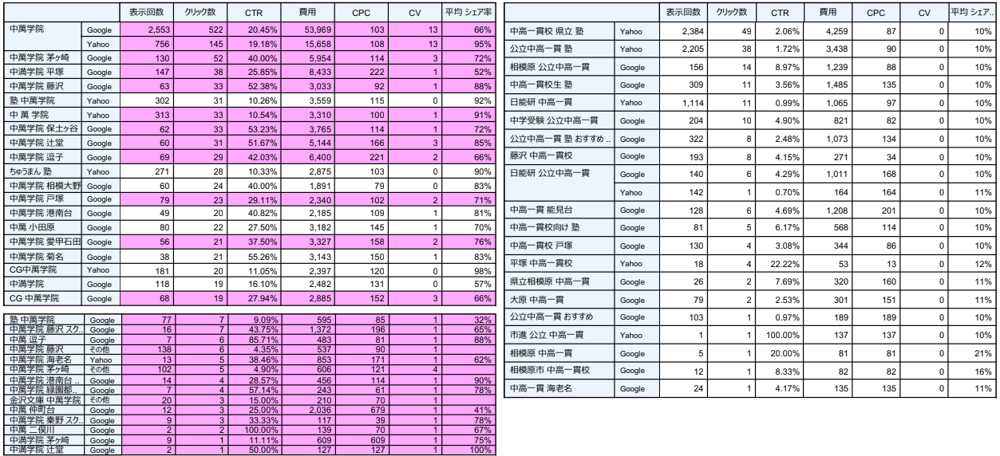 表示回数 クリック数 CTR 費用 CPC CV 平均 シェア率
中萬学院 Google 2,553 522 20.45% 53,969 103 13 66%
Yahoo 756 145 19.18% 15,658 108 13 95%
中萬学院 茅ヶ崎 Google 130 52 40.00% 5,954 114 3 72%
中満学院 平塚 Google 147 38 25.85% 8,433 222 1 52%
中萬学院 藤沢 Google 63 33 52.38% 3,033 92 1 88%
塾 中萬学院 Yahoo 302 31 10.26% 3,559 115 0 92%
中 萬 学院 Yahoo 313 33 10.54% 3,310 100 1 91%
中萬学院 保土ヶ谷 Google 62 33 53.23% 3,765 114 1 72%
中萬学院 辻堂 Google 60 31 51.67% 5,144 166 3 85%
中萬学院 逗子 Google 69 29 42.03% 6,400 221 2 66%
ちゅうまん 塾 Yahoo 271 28 10.33% 2,875 103 0 90%
中萬学院 相模大野 Google 60 24 40.00% 1,891 79 0 83%
中萬学院 戸塚 Google 79 23 29.11% 2,340 102 2 71%
中萬学院 港南台 Google 49 20 40.82% 2,185 109 1 81%
中萬 小田原 Google 80 22 27.50% 3,182 145 1 70%
中萬学院 愛甲石田 Google 56 21 37.50% 3,327 158 2 76%
中萬学院 菊名 Google 38 21 55.26% 3,143 150 1 83%
CG中萬学院 Yahoo 181 20 11.05% 2,397 120 0 98%
中満学院 Google 118 19 16.10% 2,482 131 0 57%
CG 中萬学院 Google 68 19 27.94% 2,885 152 3 66%
塾 中萬学院 Google 77 7 9.09% 595 85 1 32%
中萬学院 藤沢 スク.. Google 16 7 43.75% 1,372 196 1 65%
中萬 逗子 Google 7 6 85.71% 483 81 1 88%
中萬学院 藤沢 その他 138 6 4.35% 537 90 1
中萬学院 海老名 Yahoo 13 5 38.46% 853 171 1 62%
中萬学院 茅ヶ崎 その他 102 5 4.90% 606 121 4
中萬学院 港南台 .. Google 14 4 28.57% 456 114 1 90%
中萬学院 緑園都.. Google 7 4 57.14% 243 61 1 78%
金沢文庫 中萬学院 その他 20 3 15.00% 210 70 1
中萬 仲町台 Google 12 3 25.00% 2,036 679 1 41%
中萬学院 秦野 スク.. Google 9 3 33.33% 117 39 1 78%
中萬 二俣川 Google 2 2 100.00% 139 70 1 67%
中満学院 茅ヶ崎 Google 9 1 11.11% 609 609 1 75%
中満学院 辻堂 Google 2 1 50.00% 127 127 1 100%
表示回数 クリック数 CTR 費用 CPC CV 平均 シェア..
中高一貫校 県立 塾 Yahoo 2,384 49 2.06% 4,259 87 0 10%
公立中高一貫 塾 Yahoo 2,205 38 1.72% 3,438 90 0 10%
相模原 公立中高一貫 Google 156 14 8.97% 1,239 88 0 10%
中高一貫校生 塾 Google 309 11 3.56% 1,485 135 0 10%
日能研 中高一貫 Yahoo 1,114 11 0.99% 1,065 97 0 10%
中学受験 公立中高一貫 Google 204 10 4.90% 821 82 0 10%
公立中高一貫 塾 おすすめ .. Google 322 8 2.48% 1,073 134 0 10%
藤沢 中高一貫校 Google 193 8 4.15% 271 34 0 10%
日能研 公立中高一貫 Google 140 6 4.29% 1,011 168 0 10%
Yahoo 142 1 0.70% 164 164 0 11%
中高一貫 能見台 Google 128 6 4.69% 1,208 201 0 10%
中高一貫校向け 塾 Google 81 5 6.17% 568 114 0 10%
中高一貫校 戸塚 Google 130 4 3.08% 344 86 0 10%
平塚 中高一貫校 Yahoo 18 4 22.22% 53 13 0 12%
県立相模原 中高一貫 Google 26 2 7.69% 320 160 0 11%
大原 中高一貫 Google 79 2 2.53% 301 151 0 11%
公立中高一貫 おすすめ Google 103 1 0.97% 189 189 0 10%
市進 公立 中高一貫 Yahoo 1 1 100.00% 137 137 0 10%
相模原 中高一貫 Google 5 1 20.00% 81 81 0 21%
相模原市 中高一貫校 Google 12 1 8.33% 82 82 0 16%
中高一貫 海老名 Google 24 1 4.17% 135 135 0 11%